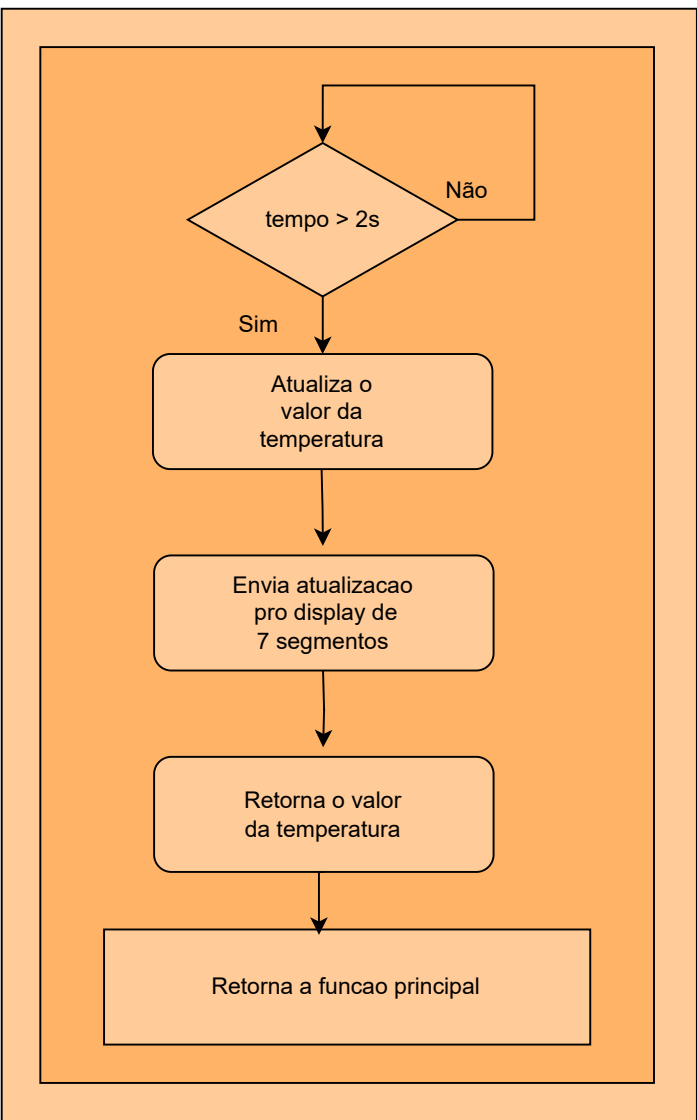 Não
tempo > 2s
Sim
Atualiza o
valor da
temperatura
Envia atualizacao
pro display de
7 segmentos
Retorna o valor
da temperatura
Retorna a funcao principal